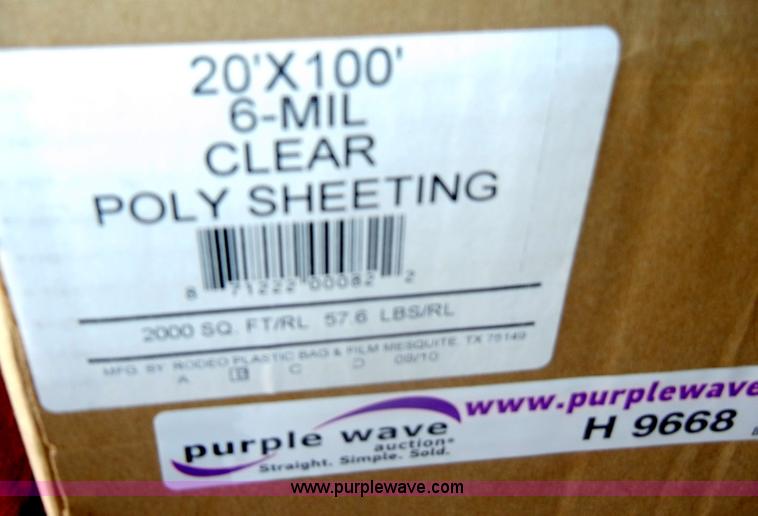 20'X100'
6-MIL
CLEAR
POLY SHEETING
8 71222 00082 2
2000 SQ. FT/RL 57.6 LBS/RL
MFG. BY RODEO PLASTIC BAG & FILM MESQUITE, TX 75149
A B C D 09/10
www.purplewave
purple wave
auction
H 9668
Straight. Simple. Sold.
www.purplewave.com